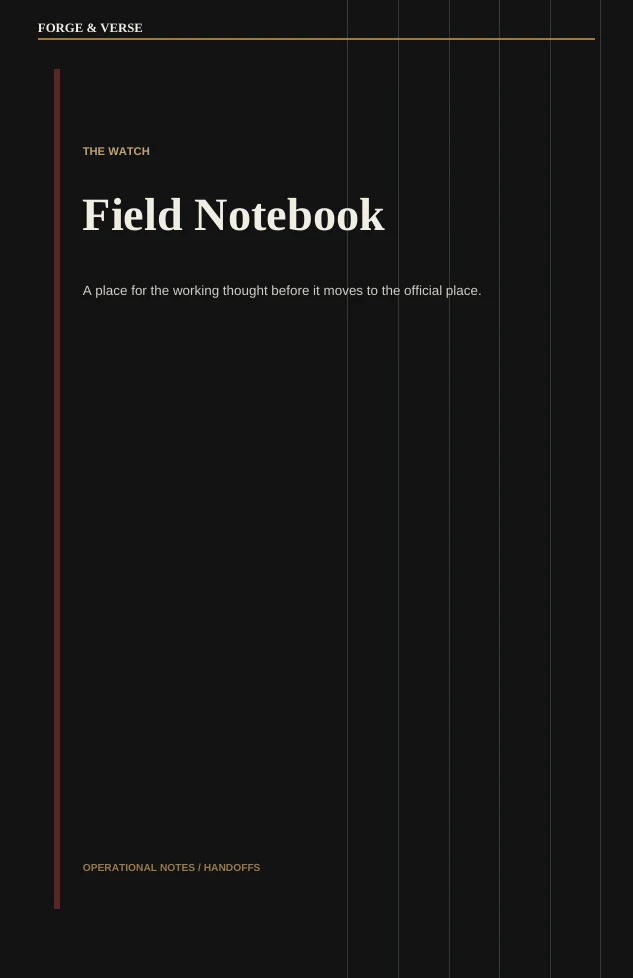 FORGE & VERSE
THE WATCH
Field Notebook
A place for the working thought before it moves to the official place.
OPERATIONAL NOTES / HANDOFFS